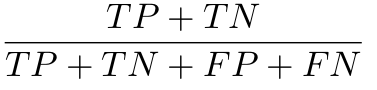 TP + TN
TP + TN + FP + FN